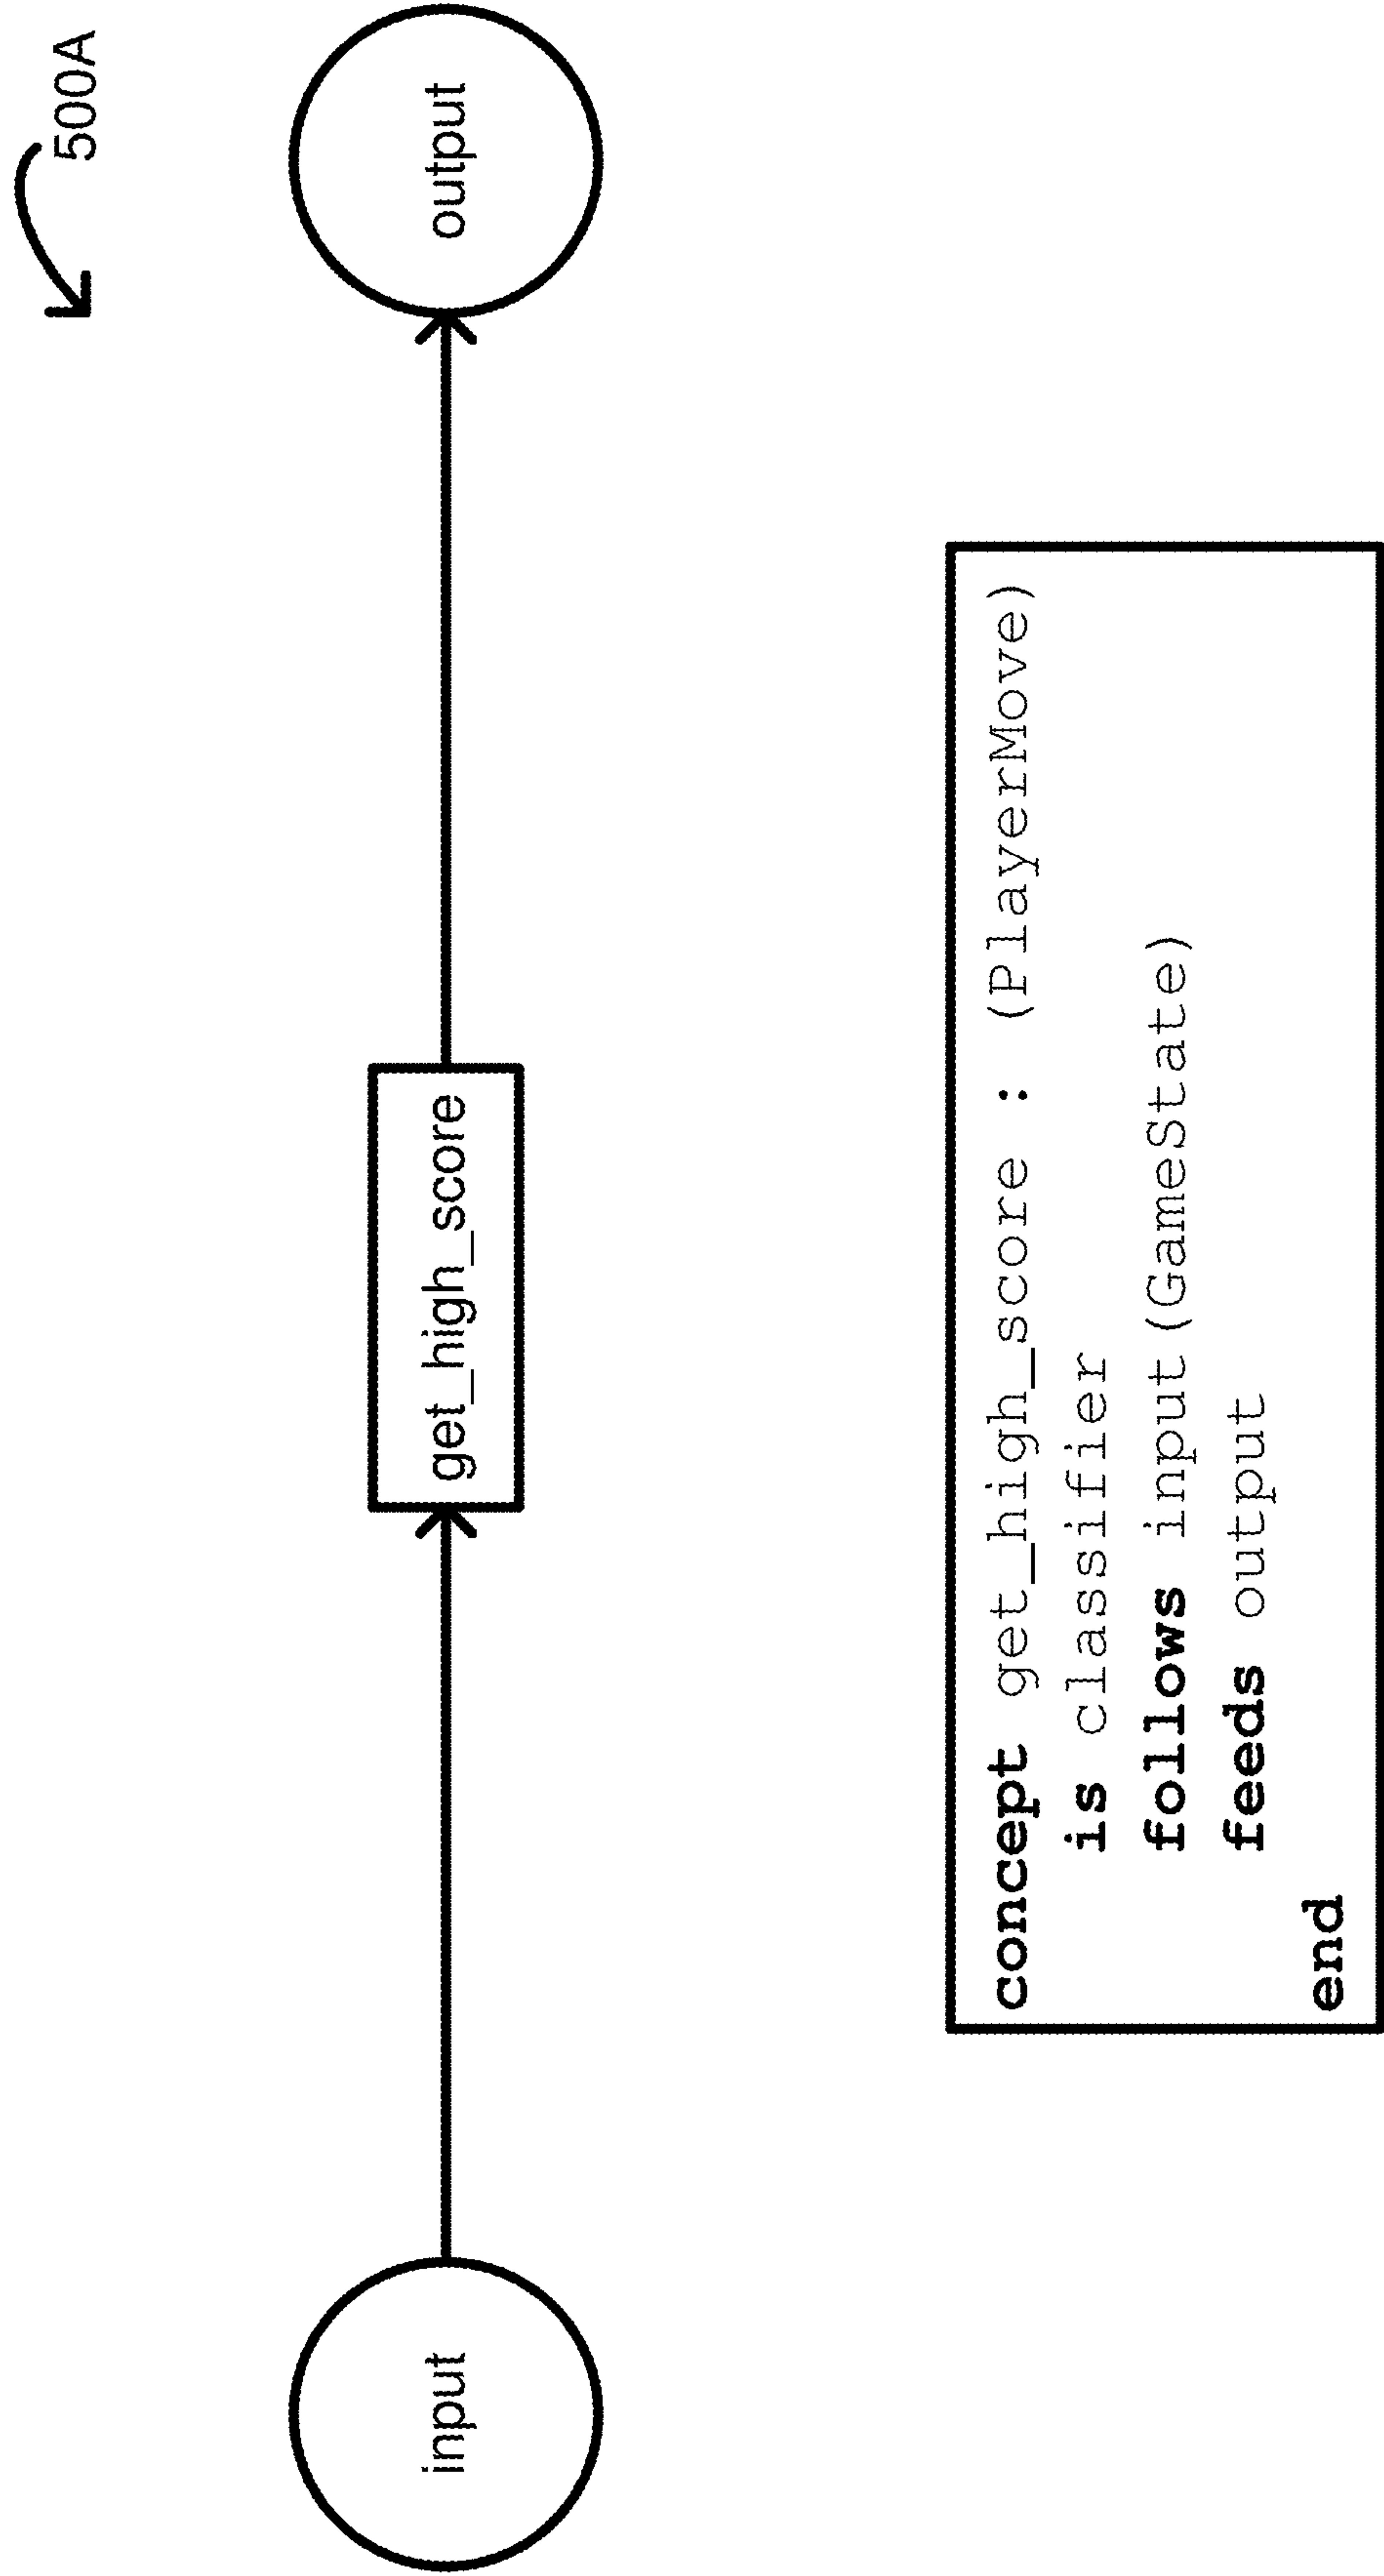 500A
input
get_high_score
output
concept get_high_score : (PlayerMove)
is classifier
follows input(GameState)
feeds output
end